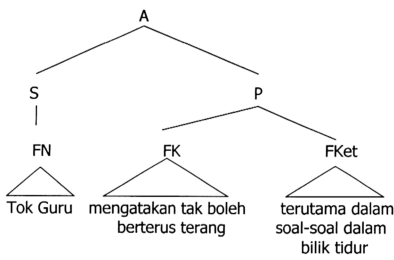 A
S
P
FN
FK
FKet
Tok Guru
mengatakan tak boleh
berterus terang
terutama dalam
soal-soal dalam
bilik tidur